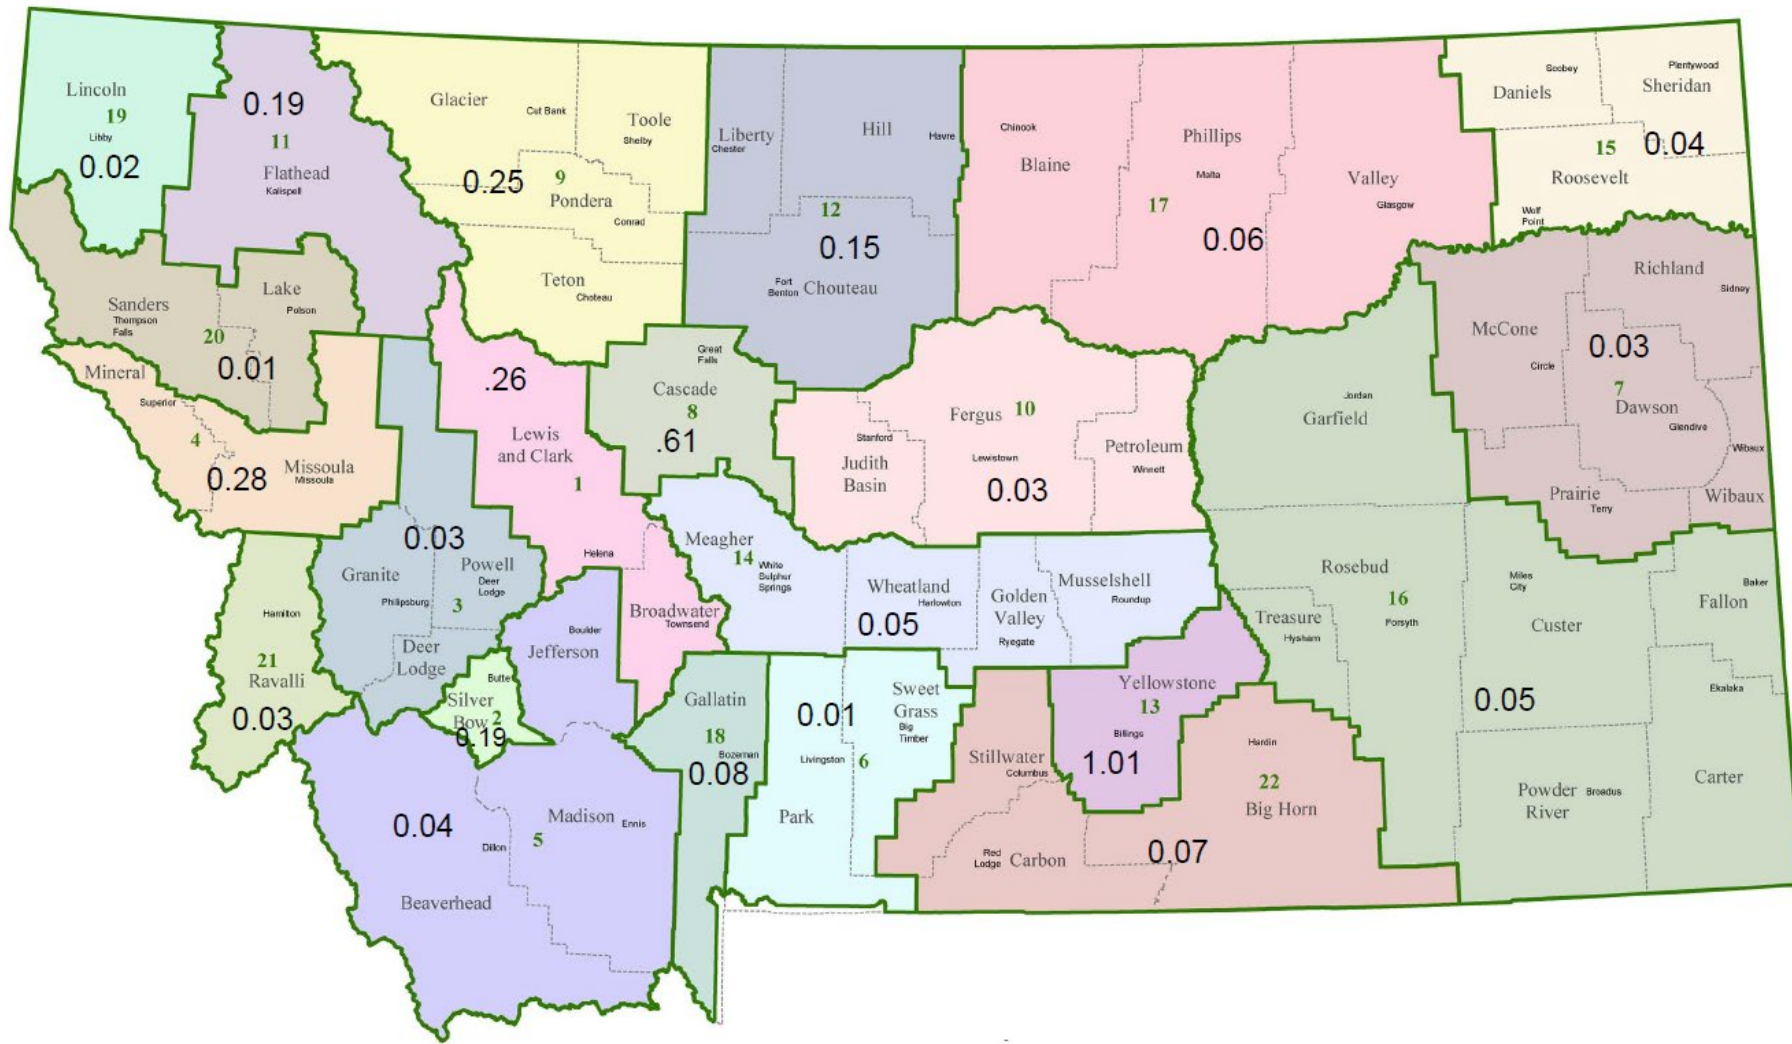 Lincoln
19
Libby
0.02
0.19
11
Flathead
Kalispell
Glacier
Cut Bank
Toole
Shelby
0.25
9
Pondera
Conrad
Teton
Choteau
Liberty
Chester
Hill
Havre
12
0.15
Fort
Benton
Chouteau
Chinook
Blaine
Phillips
Malta
17
0.06
Valley
Glasgow
Scobey
Daniels
Plentywood
Sheridan
15
0.04
Roosevelt
Wolf
Point
Sanders
Thompson
Falls
Lake
Polson
20
0.01
Mineral
Superior
4
0.28
Missoula
Missoula
.26
Lewis
and Clark
1
Helena
Broadwater
Townsend
Great
Falls
Cascade
8
.61
Stanford
Judith
Basin
Fergus
10
Lewistown
0.03
Petroleum
Winnett
Jordan
Garfield
McCone
Circle
Richland
Sidney
0.03
7
Dawson
Glendive
Wibaux
Wibaux
Prairie
Terry
0.03
Granite
Philipsburg
Powell
Deer
Lodge
3
Deer
Lodge
Hamilton
21
Ravalli
0.03
Boulder
Jefferson
Butte
Silver
Bow
2
0.19
Meagher
14
White
Sulpher
Springs
Wheatland
Harlowton
0.05
Golden
Valley
Ryegate
Musselshell
Roundup
Rosebud
Treasure
Hysham
16
Forsyth
Miles
City
Custer
Baker
Fallon
Ekalaka
0.05
Powder
River
Broadus
Carter
Gallatin
18
Bozeman
0.08
0.01
Livingston
6
Park
Sweet
Grass
Big
Timber
Yellowstone
13
Billings
1.01
Stillwater
Columbus
Red
Lodge
Carbon
Hardin
22
Big Horn
0.07
0.04
Dillon
5
Madison
Ennis
Beaverhead